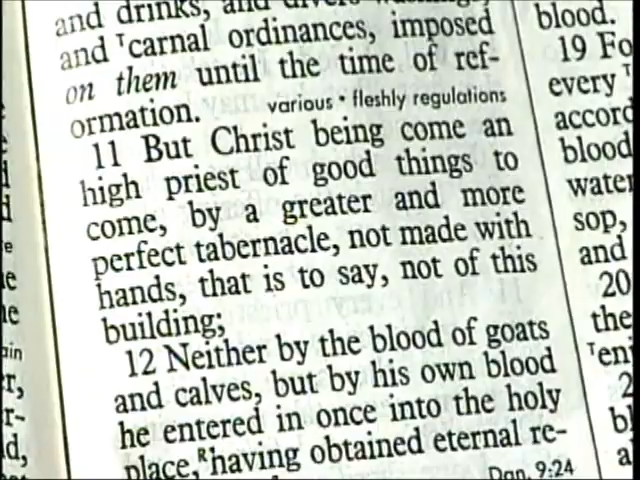 and drinks, and divers
and ᵀcarnal ordinances, imposed
on them until the time of ref-
ormation. various • fleshly regulations
11 But Christ being come an
high priest of good things to
come, by a greater and more
perfect tabernacle, not made with
hands, that is to say, not of this
building;
12 Neither by the blood of goats
and calves, but by his own blood
he entered in once into the holy
place,ᴿhaving obtained eternal re-
Dan. 9:24
blood.
19 Fo
every ᵀ
accord
blood
water
sop,
and
20
the
ᵀen
2
bl
a